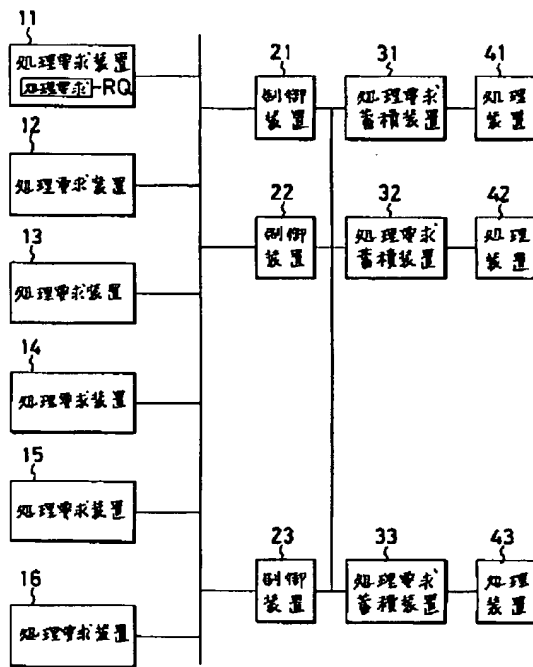 11
処理要求装置
処理要求 RQ
12
処理要求装置
13
処理要求装置
14
処理要求装置
15
処理要求装置
16
処理要求装置
21
制御
装置
31
処理要求
蓄積装置
41
処理
装置
22
制御
装置
32
処理要求
蓄積装置
42
処理
装置
23
制御
装置
33
処理要求
蓄積装置
43
処理
装置